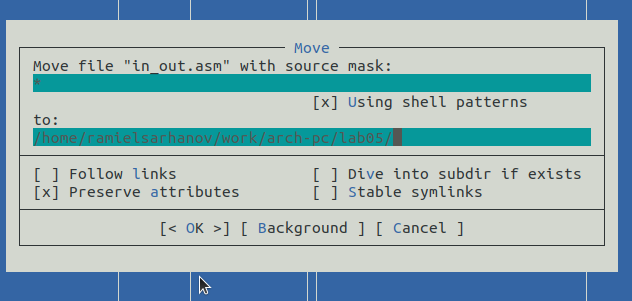 Move
Move file "in_out.asm" with source mask:
*
[x] Using shell patterns
to:
/home/ramielsarhanov/work/arch-pc/lab05/
[ ] Follow links [ ] Dive into subdir if exists
[x] Preserve attributes [ ] Stable symlinks
[< OK >] [ Background ] [ Cancel ]